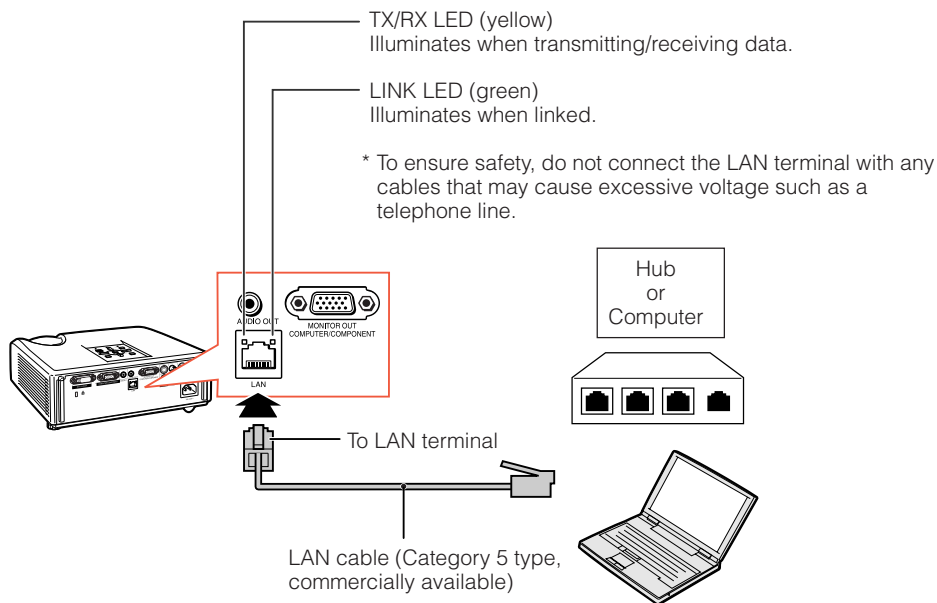 TX/RX LED (yellow)
Illuminates when transmitting/receiving data.
LINK LED (green)
Illuminates when linked.
* To ensure safety, do not connect the LAN terminal with any
cables that may cause excessive voltage such as a
telephone line.
Hub
or
Computer
AUDIO OUT
MONITOR OUT
COMPUTER/COMPONENT
LAN
To LAN terminal
LAN cable (Category 5 type,
commercially available)